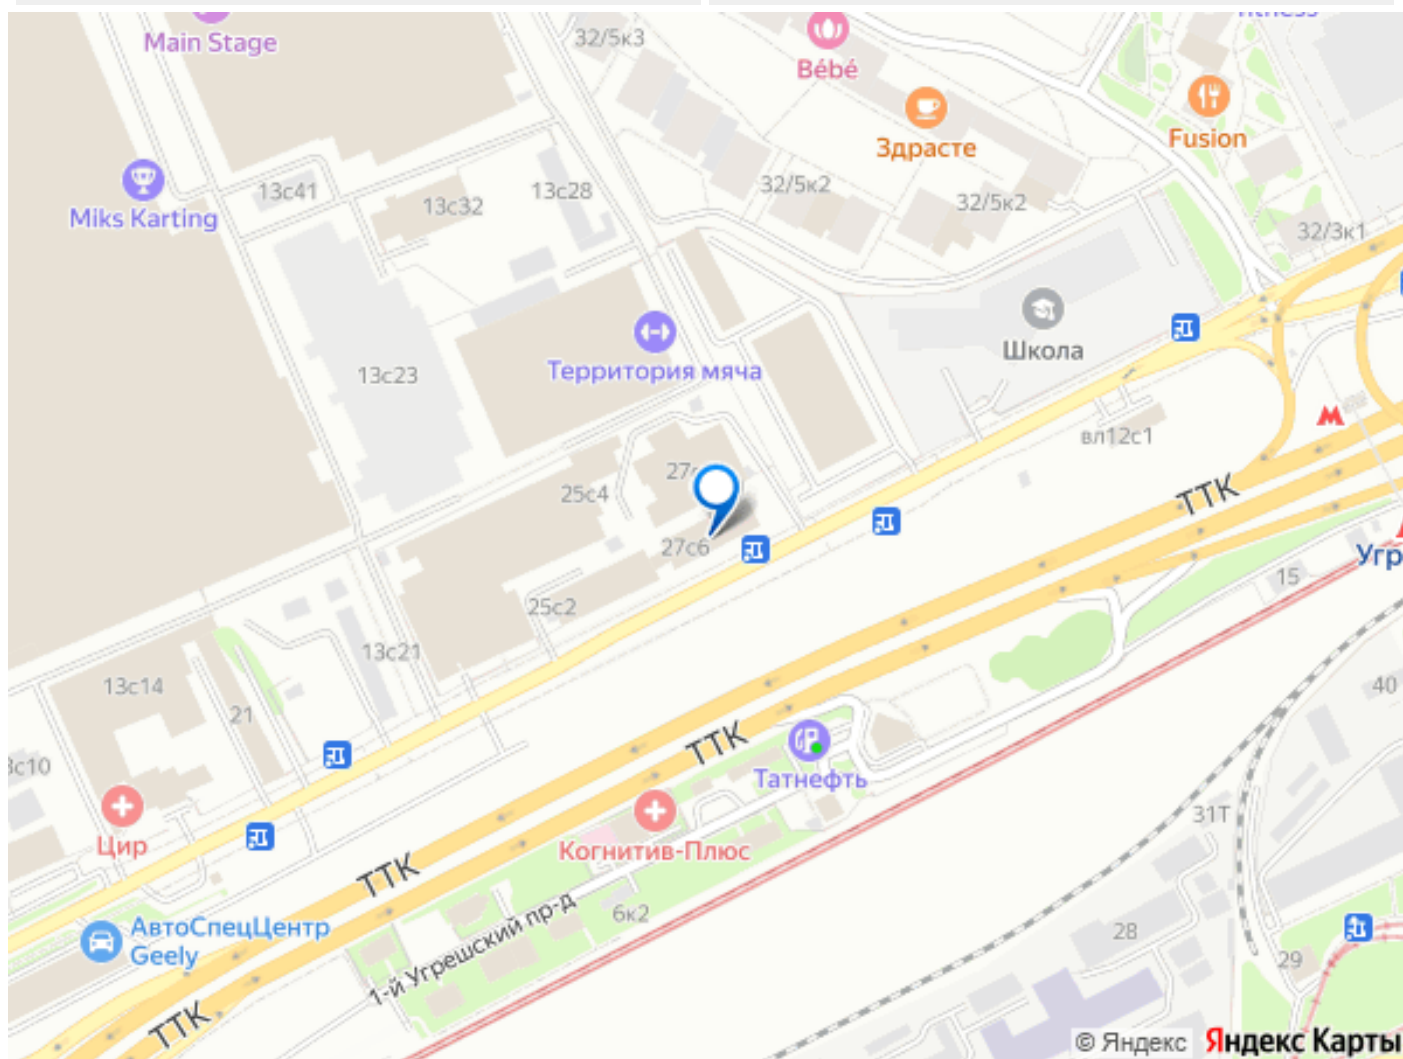 fitness
Main Stage
32/5к3
Bébé
Здрасте
Fusion
13с41
13с32
13с28
Miks Karting
32/5к2
32/5к2
32/3к1
Школа
Территория мяча
13с23
вл12с1
ТТК
25с4
27с
27с6
Угр
15
25с2
13с21
13с14
40
21
ТТК
Татнефть
31Т
Цир
Когнитив-Плюс
ТТК
АвтоСпецЦентр
Geely
1-й Угрешский пр-д
6к2
28
29
ТТК
© Яндекс
Яндекс Карты